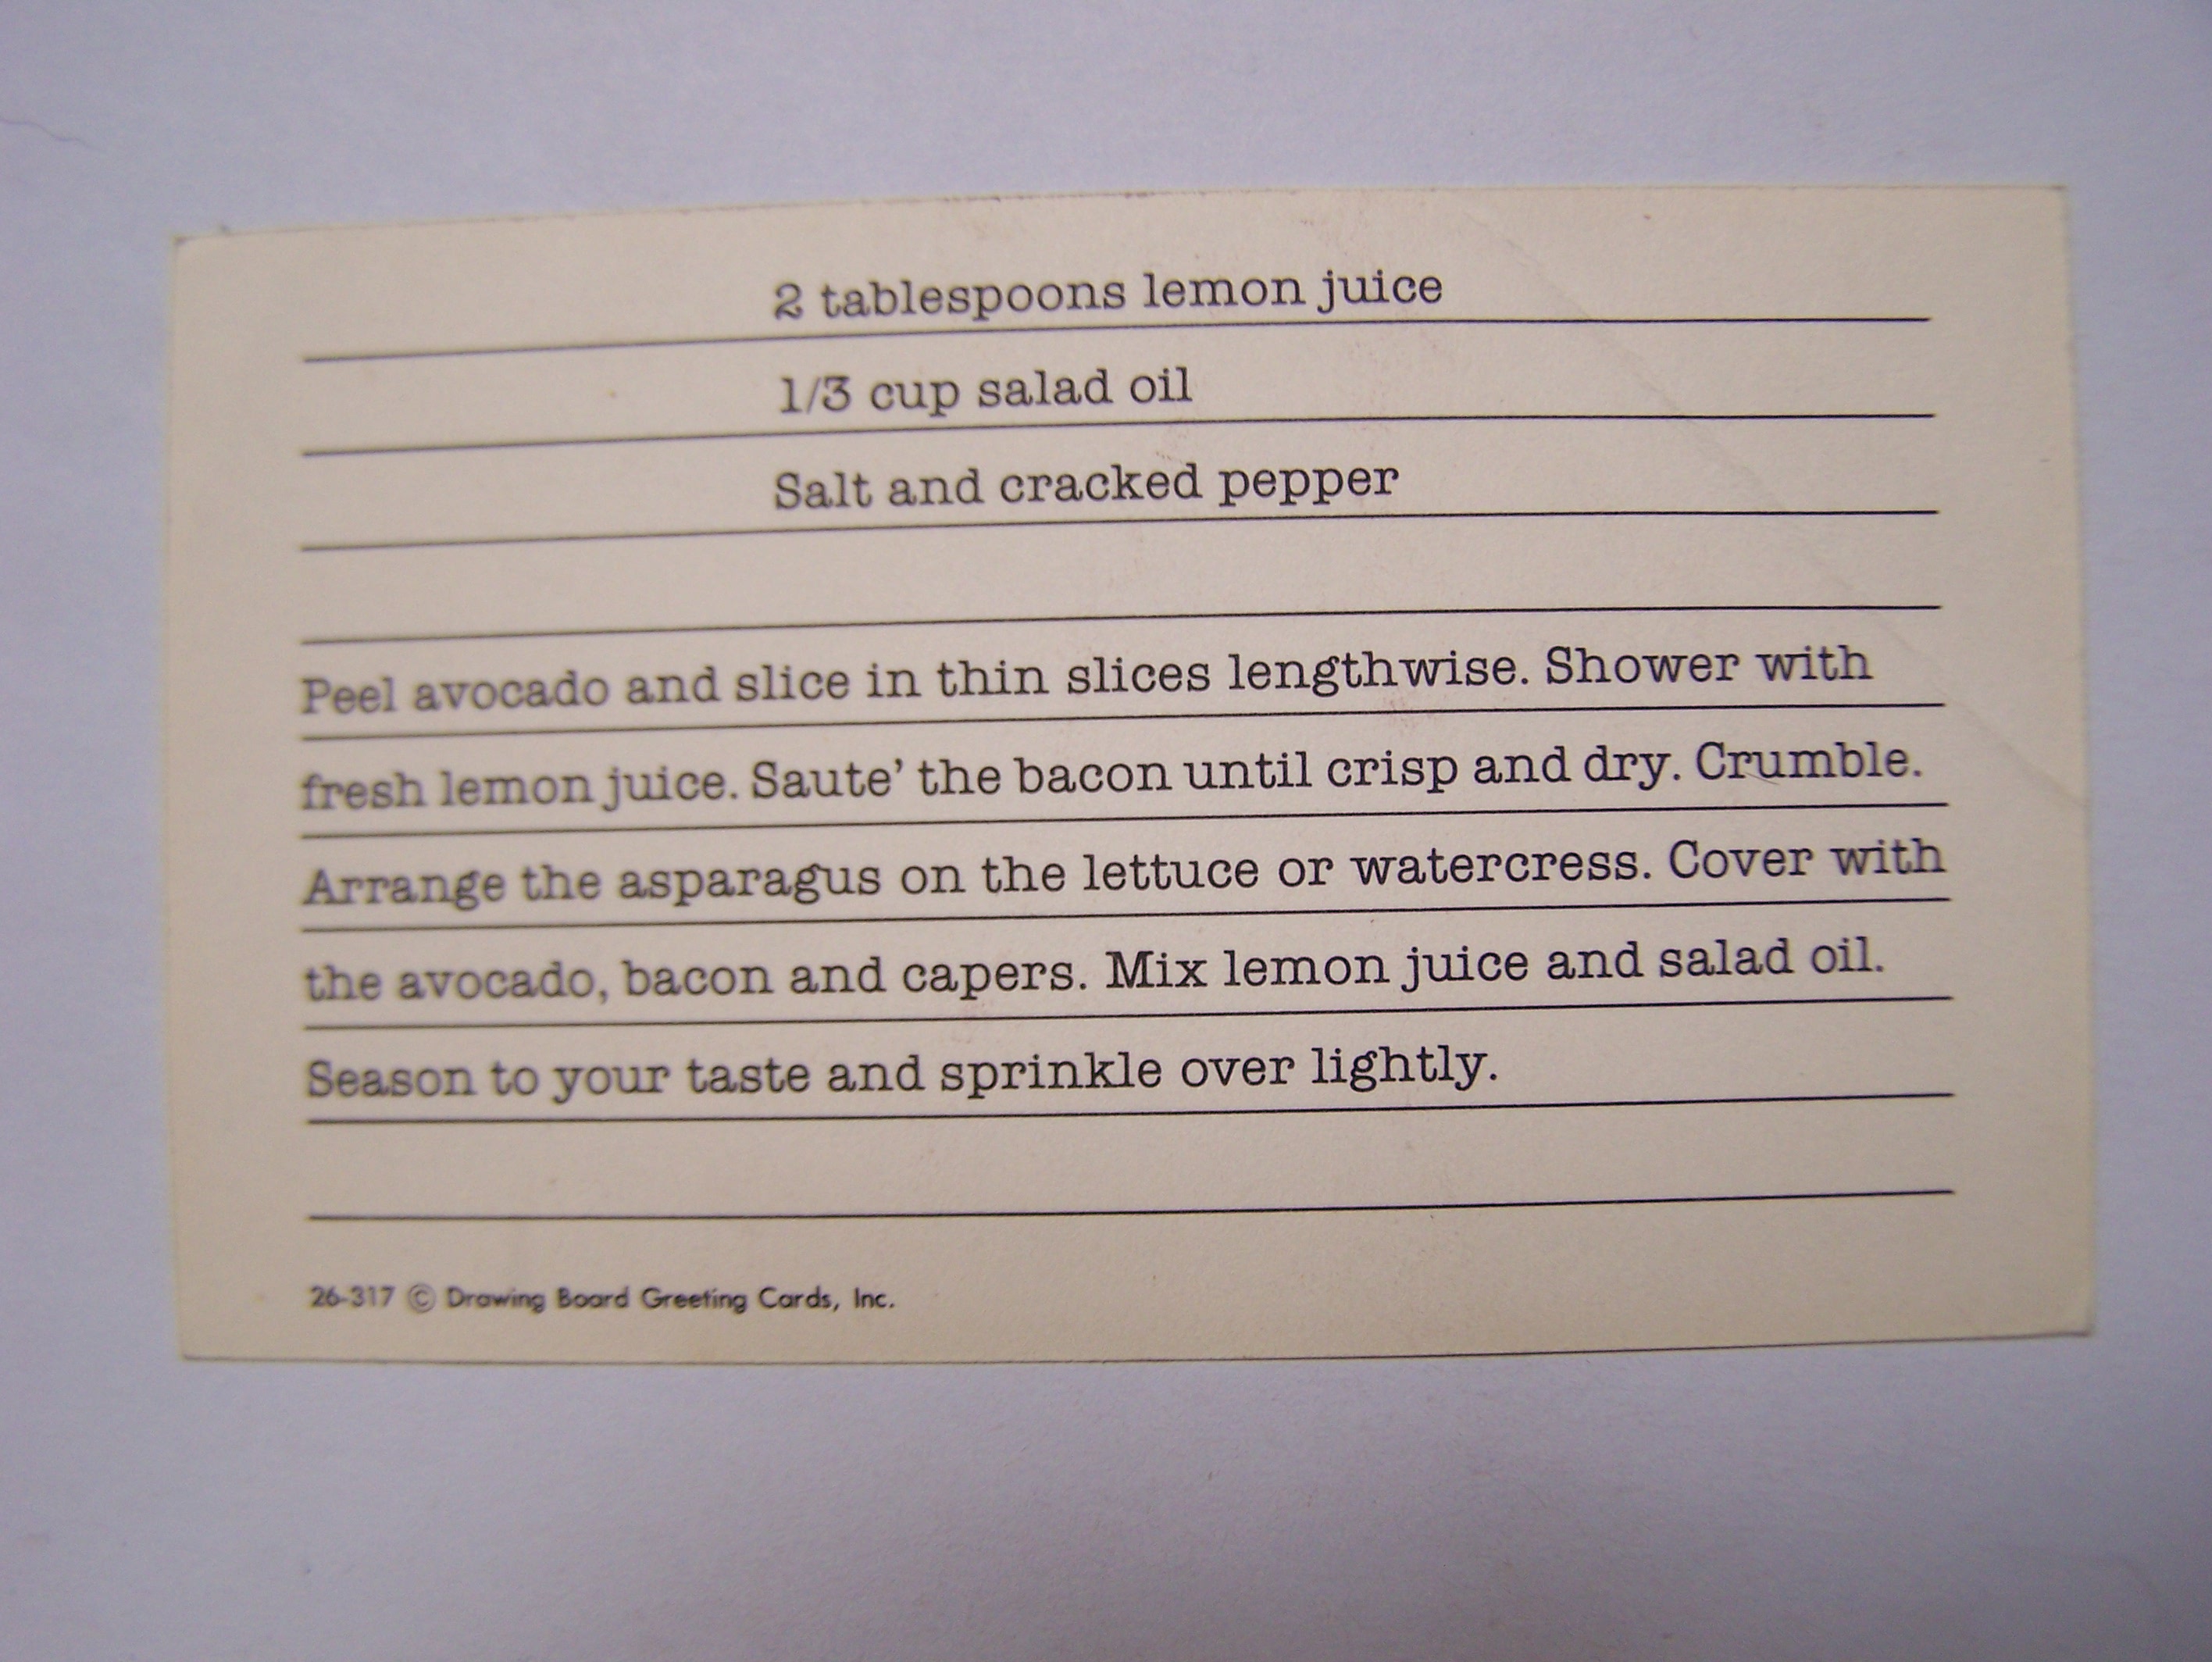 2 tablespoons lemon juice
1/3 cup salad oil
Salt and cracked pepper
Peel avocado and slice in thin slices lengthwise. Shower with
fresh lemon juice. Saute' the bacon until crisp and dry. Crumble.
Arrange the asparagus on the lettuce or watercress. Cover with
the avocado, bacon and capers. Mix lemon juice and salad oil.
Season to your taste and sprinkle over lightly.
26-317 © Drawing Board Greeting Cards, Inc.